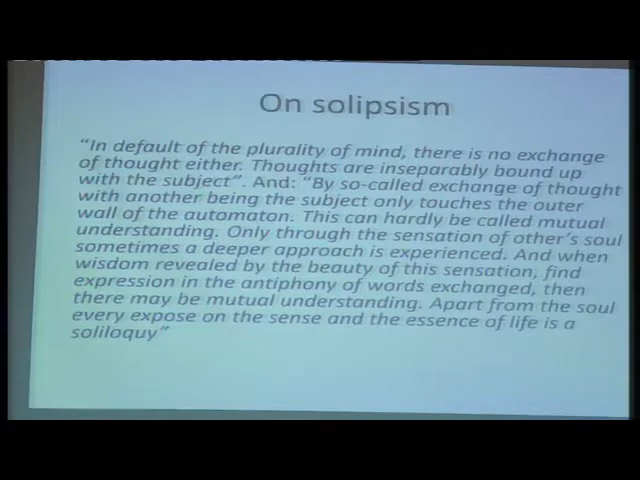 On solipsism
“In default of the plurality of mind, there is no exchange
of thought either. Thoughts are inseparably bound up
with the subject”. And: “By so-called exchange of thought
with another being the subject only touches the outer
wall of the automaton. This can hardly be called mutual
understanding. Only through the sensation of other’s soul
sometimes a deeper approach is experienced. And when
wisdom revealed by the beauty of this sensation, find
expression in the antiphony of words exchanged, then
there may be mutual understanding. Apart from the soul
every expose on the sense and the essence of life is a
soliloquy”